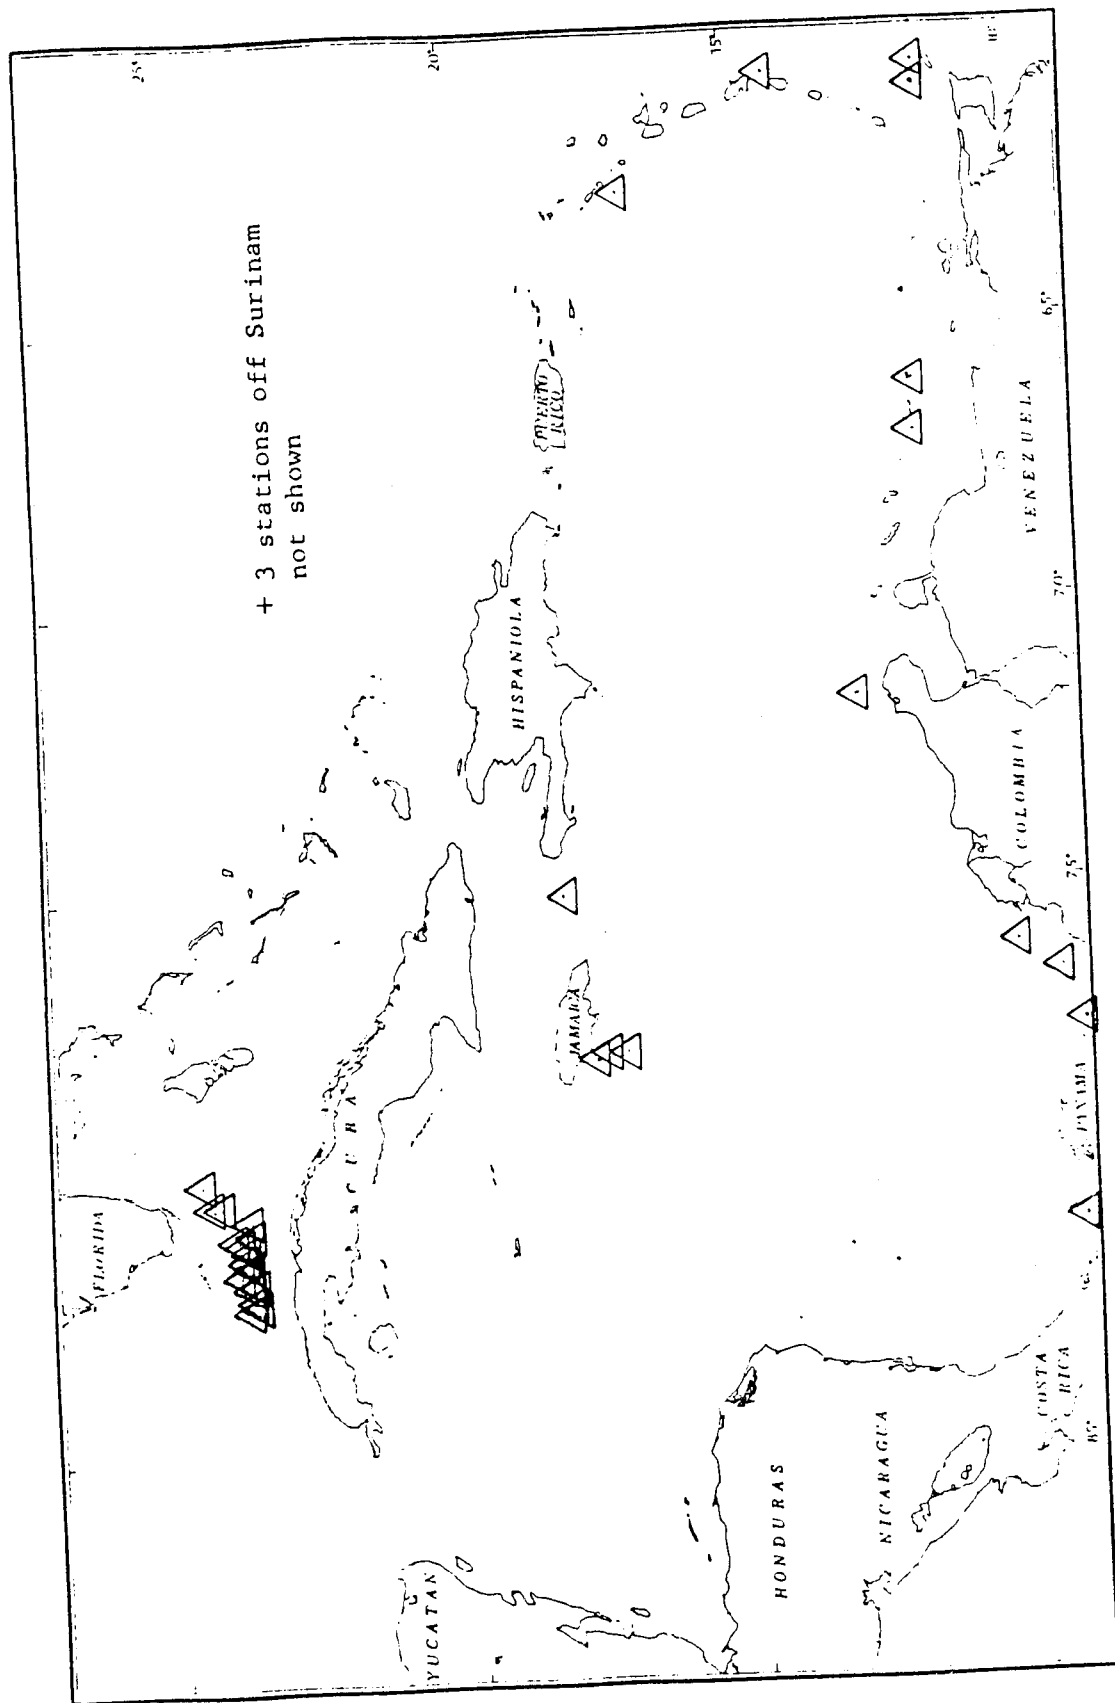 + 3 stations off Surinam
not shown
25°
20°
15°
65°
70°
75°
85°
FLORIDA
CUBA
JAMAICA
HISPANIOLA
PUERTO
RICO
YUCATAN
HONDURAS
NICARAGUA
COSTA
RICA
PANAMA
COLOMBIA
VENEZUELA